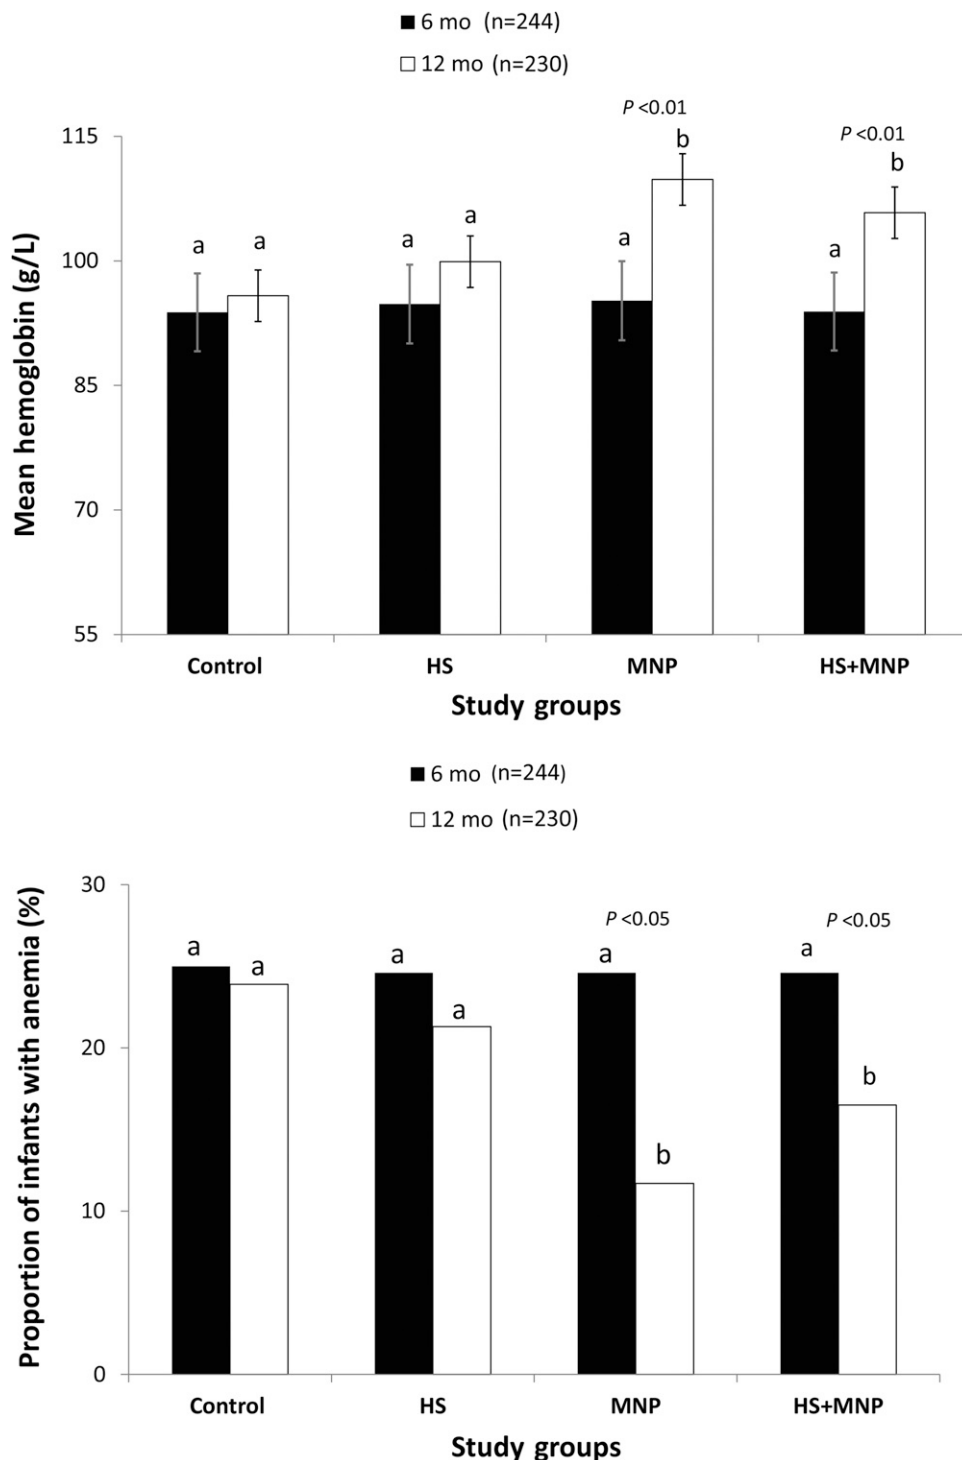 6 mo (n=244)
12 mo (n=230)
P <0.01
P <0.01
115
100
85
70
55
Mean hemoglobin (g/L)
a
a
a
a
a
b
a
b
Control
HS
MNP
HS+MNP
Study groups
6 mo (n=244)
12 mo (n=230)
P <0.05
P <0.05
30
20
10
0
Proportion of infants with anemia (%)
a
a
a
a
a
b
a
b
Control
HS
MNP
HS+MNP
Study groups